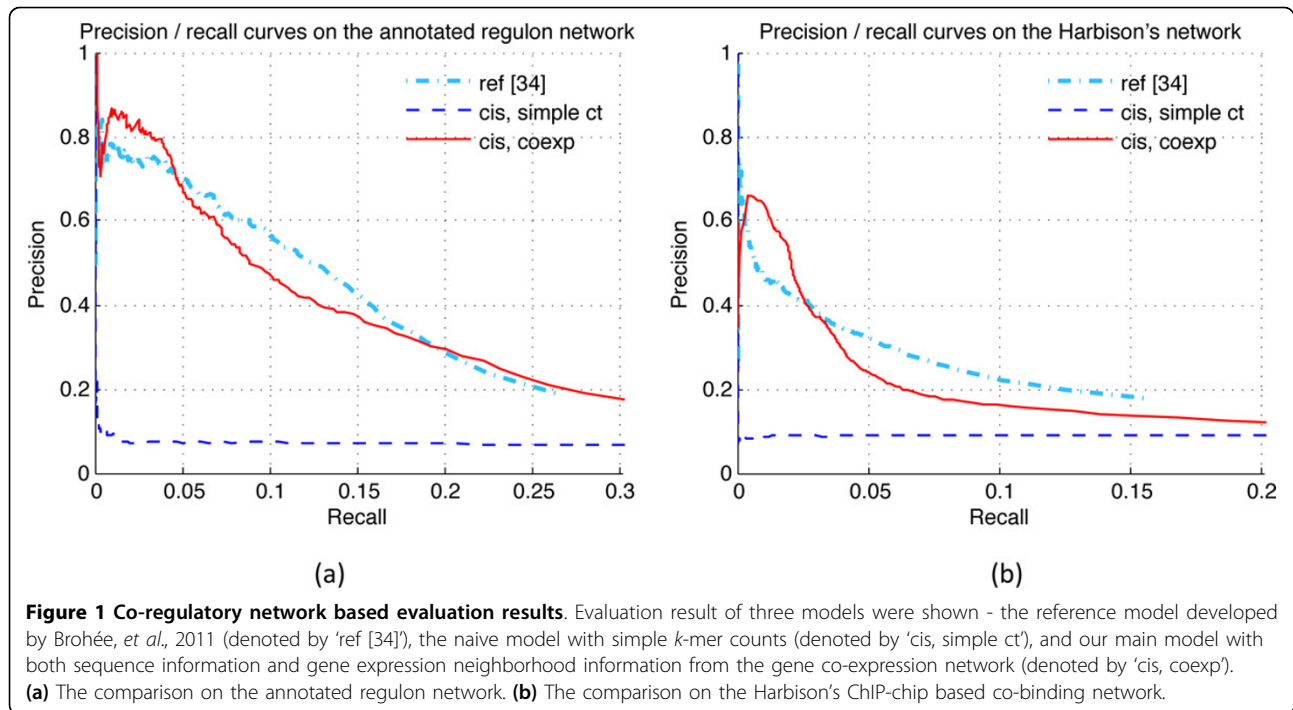 Precision / recall curves on the annotated regulon network
1
0.8
0.6
0.4
0.2
0
Precision
ref [34]
cis, simple ct
cis, coexp
0
0.05
0.1
0.15
0.2
0.25
0.3
Recall
(a)
Precision / recall curves on the Harbison's network
1
0.8
0.6
0.4
0.2
0
Precision
ref [34]
cis, simple ct
cis, coexp
0
0.05
0.1
0.15
0.2
Recall
(b)
Figure 1 Co-regulatory network based evaluation results. Evaluation result of three models were shown - the reference model developed
by Brohée, et al., 2011 (denoted by 'ref [34]'), the naive model with simple k-mer counts (denoted by 'cis, simple ct'), and our main model with
both sequence information and gene expression neighborhood information from the gene co-expression network (denoted by 'cis, coexp').
(a) The comparison on the annotated regulon network. (b) The comparison on the Harbison's ChIP-chip based co-binding network.